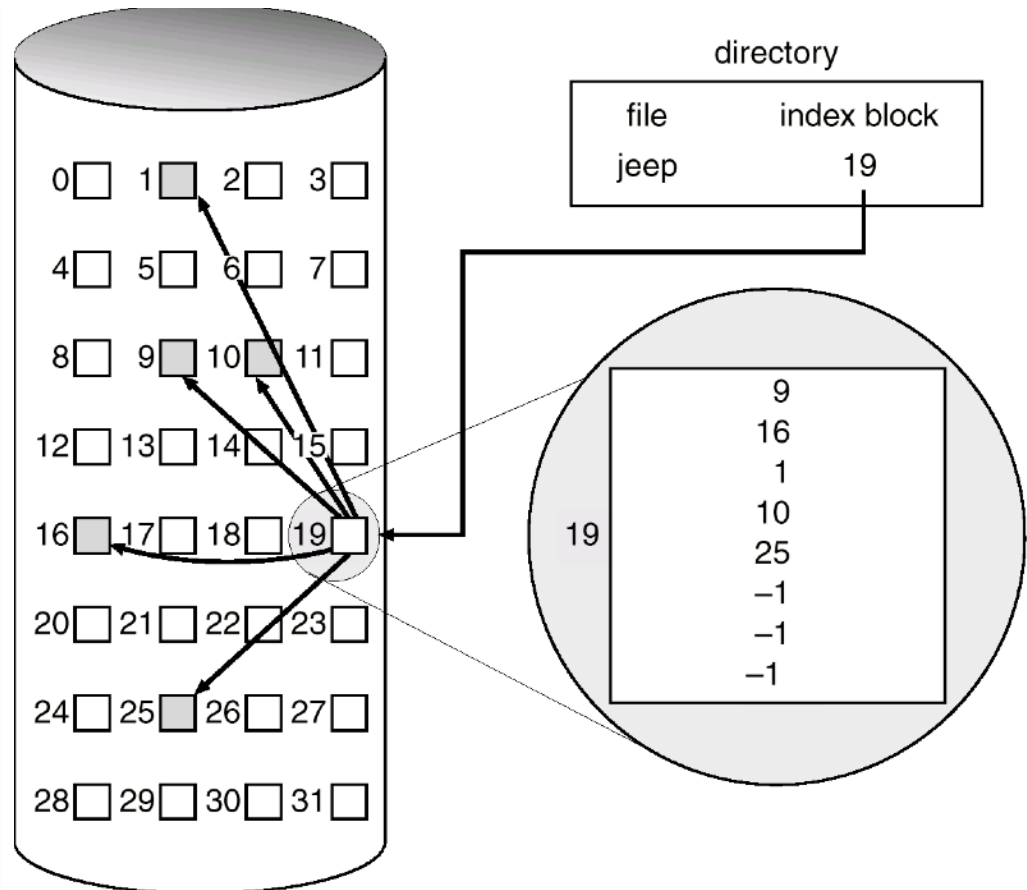 directory
file index block
jeep 19
0 1 2 3
4 5 6 7
8 9 10 11
12 13 14 15
16 17 18 19
20 21 22 23
24 25 26 27
28 29 30 31
19
9
16
1
10
25
–1
–1
–1